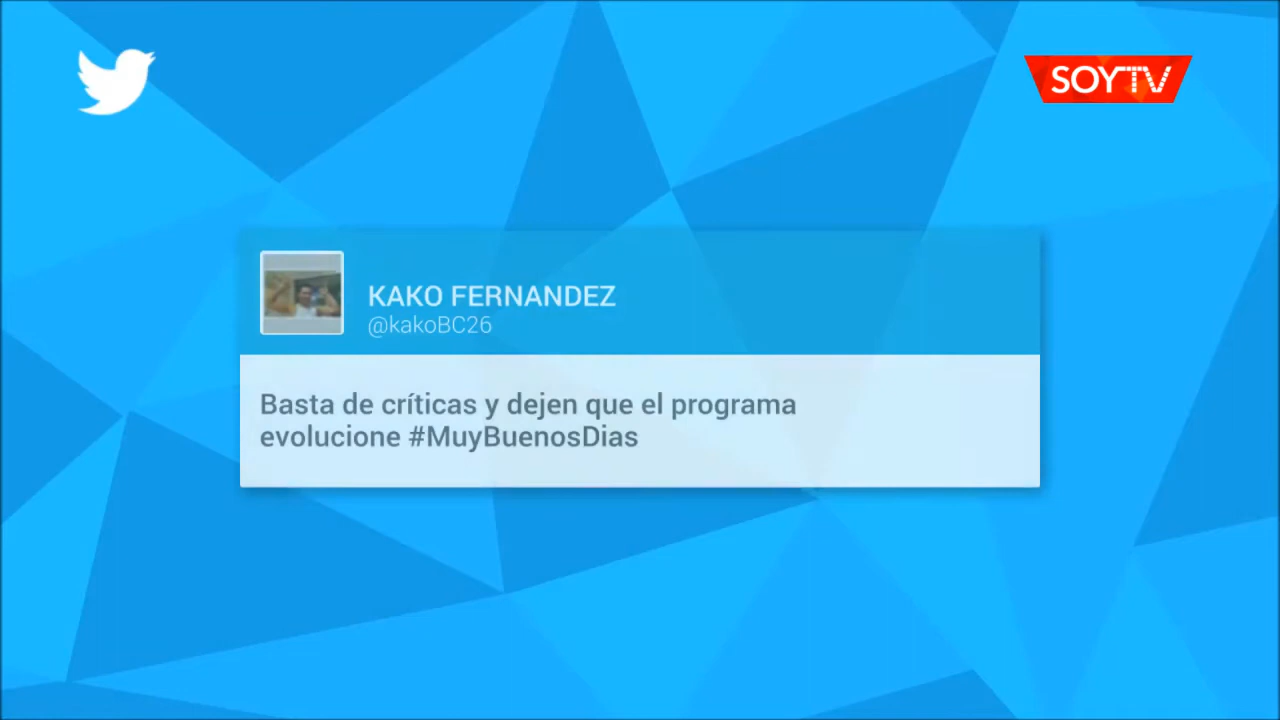 SOYTV
KAKO FERNANDEZ
@kakoBC26
Basta de críticas y dejen que el programa
evolucione #MuyBuenosDias